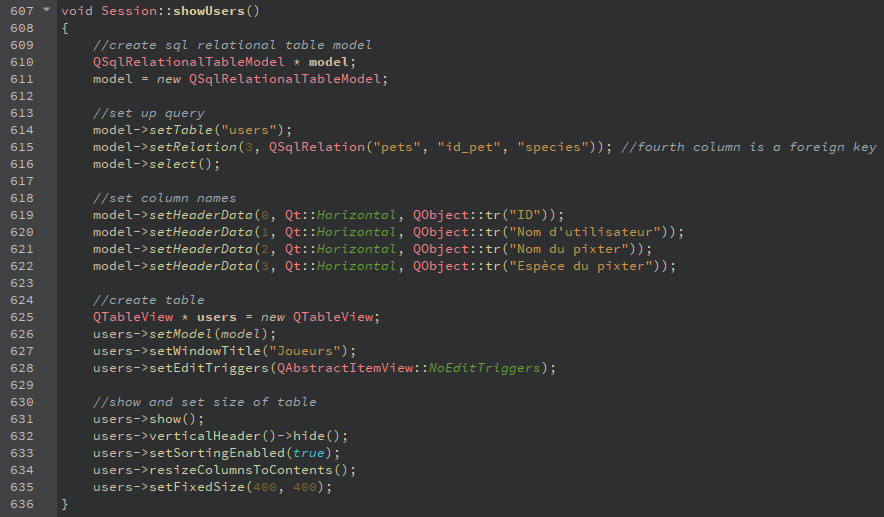 607 void Session::showUsers()
608 {
609     //create sql relational table model
610     QSqlRelationalTableModel * model;
611     model = new QSqlRelationalTableModel;
612
613     //set up query
614     model->setTable("users");
615     model->setRelation(3, QSqlRelation("pets", "id_pet", "species")); //fourth column is a foreign key
616     model->select();
617
618     //set column names
619     model->setHeaderData(0, Qt::Horizontal, QObject::tr("ID"));
620     model->setHeaderData(1, Qt::Horizontal, QObject::tr("Nom d'utilisateur"));
621     model->setHeaderData(2, Qt::Horizontal, QObject::tr("Nom du pixter"));
622     model->setHeaderData(3, Qt::Horizontal, QObject::tr("Espèce du pixter"));
623
624     //create table
625     QTableView * users = new QTableView;
626     users->setModel(model);
627     users->setWindowTitle("Joueurs");
628     users->setEditTriggers(QAbstractItemView::NoEditTriggers);
629
630     //show and set size of table
631     users->show();
632     users->verticalHeader()->hide();
633     users->setSortingEnabled(true);
634     users->resizeColumnsToContents();
635     users->setFixedSize(400, 400);
636 }